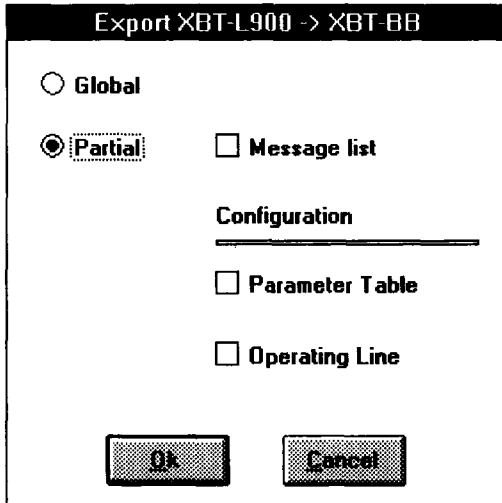 Export XBT-L900 -> XBT-BB
Global
Partial
Message list
Configuration
Parameter Table
Operating Line
Ok
Cancel